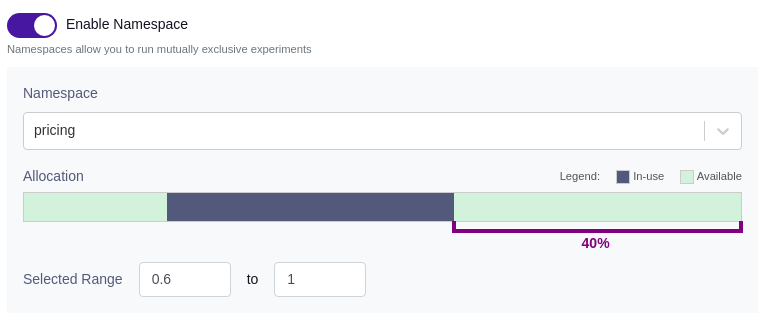 Enable Namespace
Namespaces allow you to run mutually exclusive experiments
Namespace
pricing
Allocation
Legend: In-use Available
40%
Selected Range 0.6 to 1